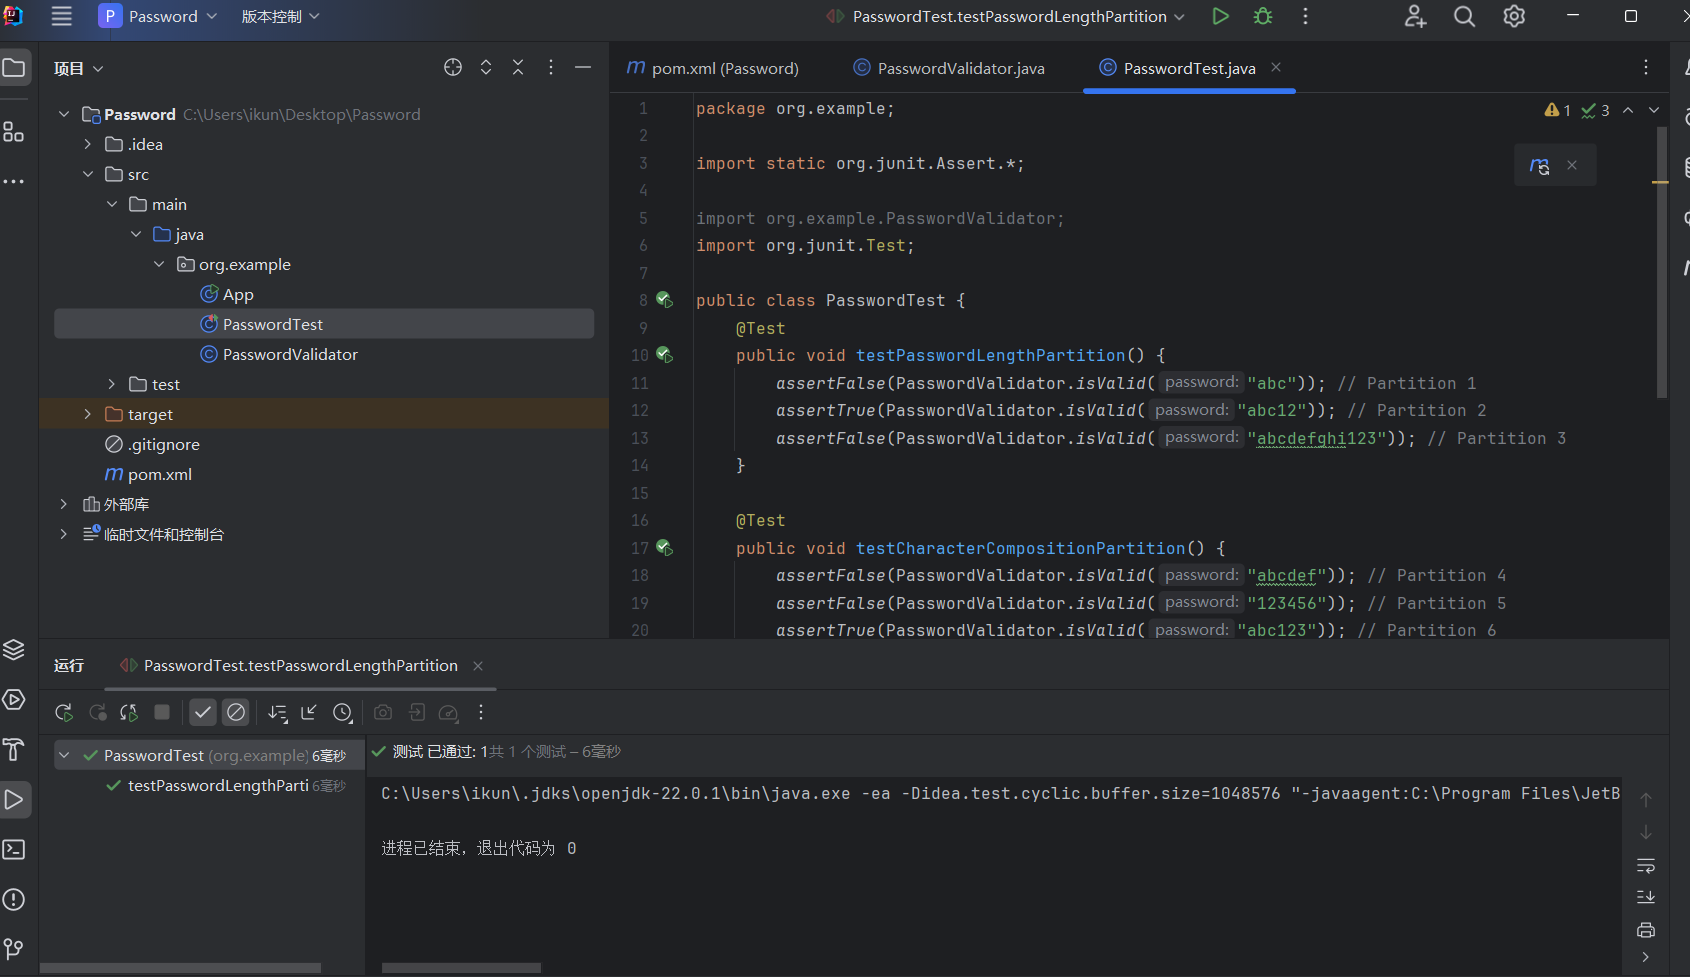 P Password 版本控制 PasswordTest.testPasswordLengthPartition
项目
Password C:\Users\ikun\Desktop\Password
.idea
src
main
java
org.example
App
PasswordTest
PasswordValidator
test
target
.gitignore
pom.xml
外部库
临时文件和控制台
pom.xml (Password) PasswordValidator.java PasswordTest.java
1 package org.example;
2
3 import static org.junit.Assert.*;
4
5 import org.example.PasswordValidator;
6 import org.junit.Test;
7
8 public class PasswordTest {
9 @Test
10 public void testPasswordLengthPartition() {
11 assertFalse(PasswordValidator.isValid( password: "abc")); // Partition 1
12 assertTrue(PasswordValidator.isValid( password: "abc12")); // Partition 2
13 assertFalse(PasswordValidator.isValid( password: "abcdefghi123")); // Partition 3
14 }
15
16 @Test
17 public void testCharacterCompositionPartition() {
18 assertFalse(PasswordValidator.isValid( password: "abcdef")); // Partition 4
19 assertFalse(PasswordValidator.isValid( password: "123456")); // Partition 5
20 assertTrue(PasswordValidator.isValid( password: "abc123")); // Partition 6
1 3
运行 PasswordTest.testPasswordLengthPartition
PasswordTest (org.example) 6毫秒
testPasswordLengthParti 6毫秒
测试 已通过: 1共 1 个测试 – 6毫秒
C:\Users\ikun\.jdks\openjdk-22.0.1\bin\java.exe -ea -Didea.test.cyclic.buffer.size=1048576 "-javaagent:C:\Program Files\JetB
进程已结束，退出代码为 0